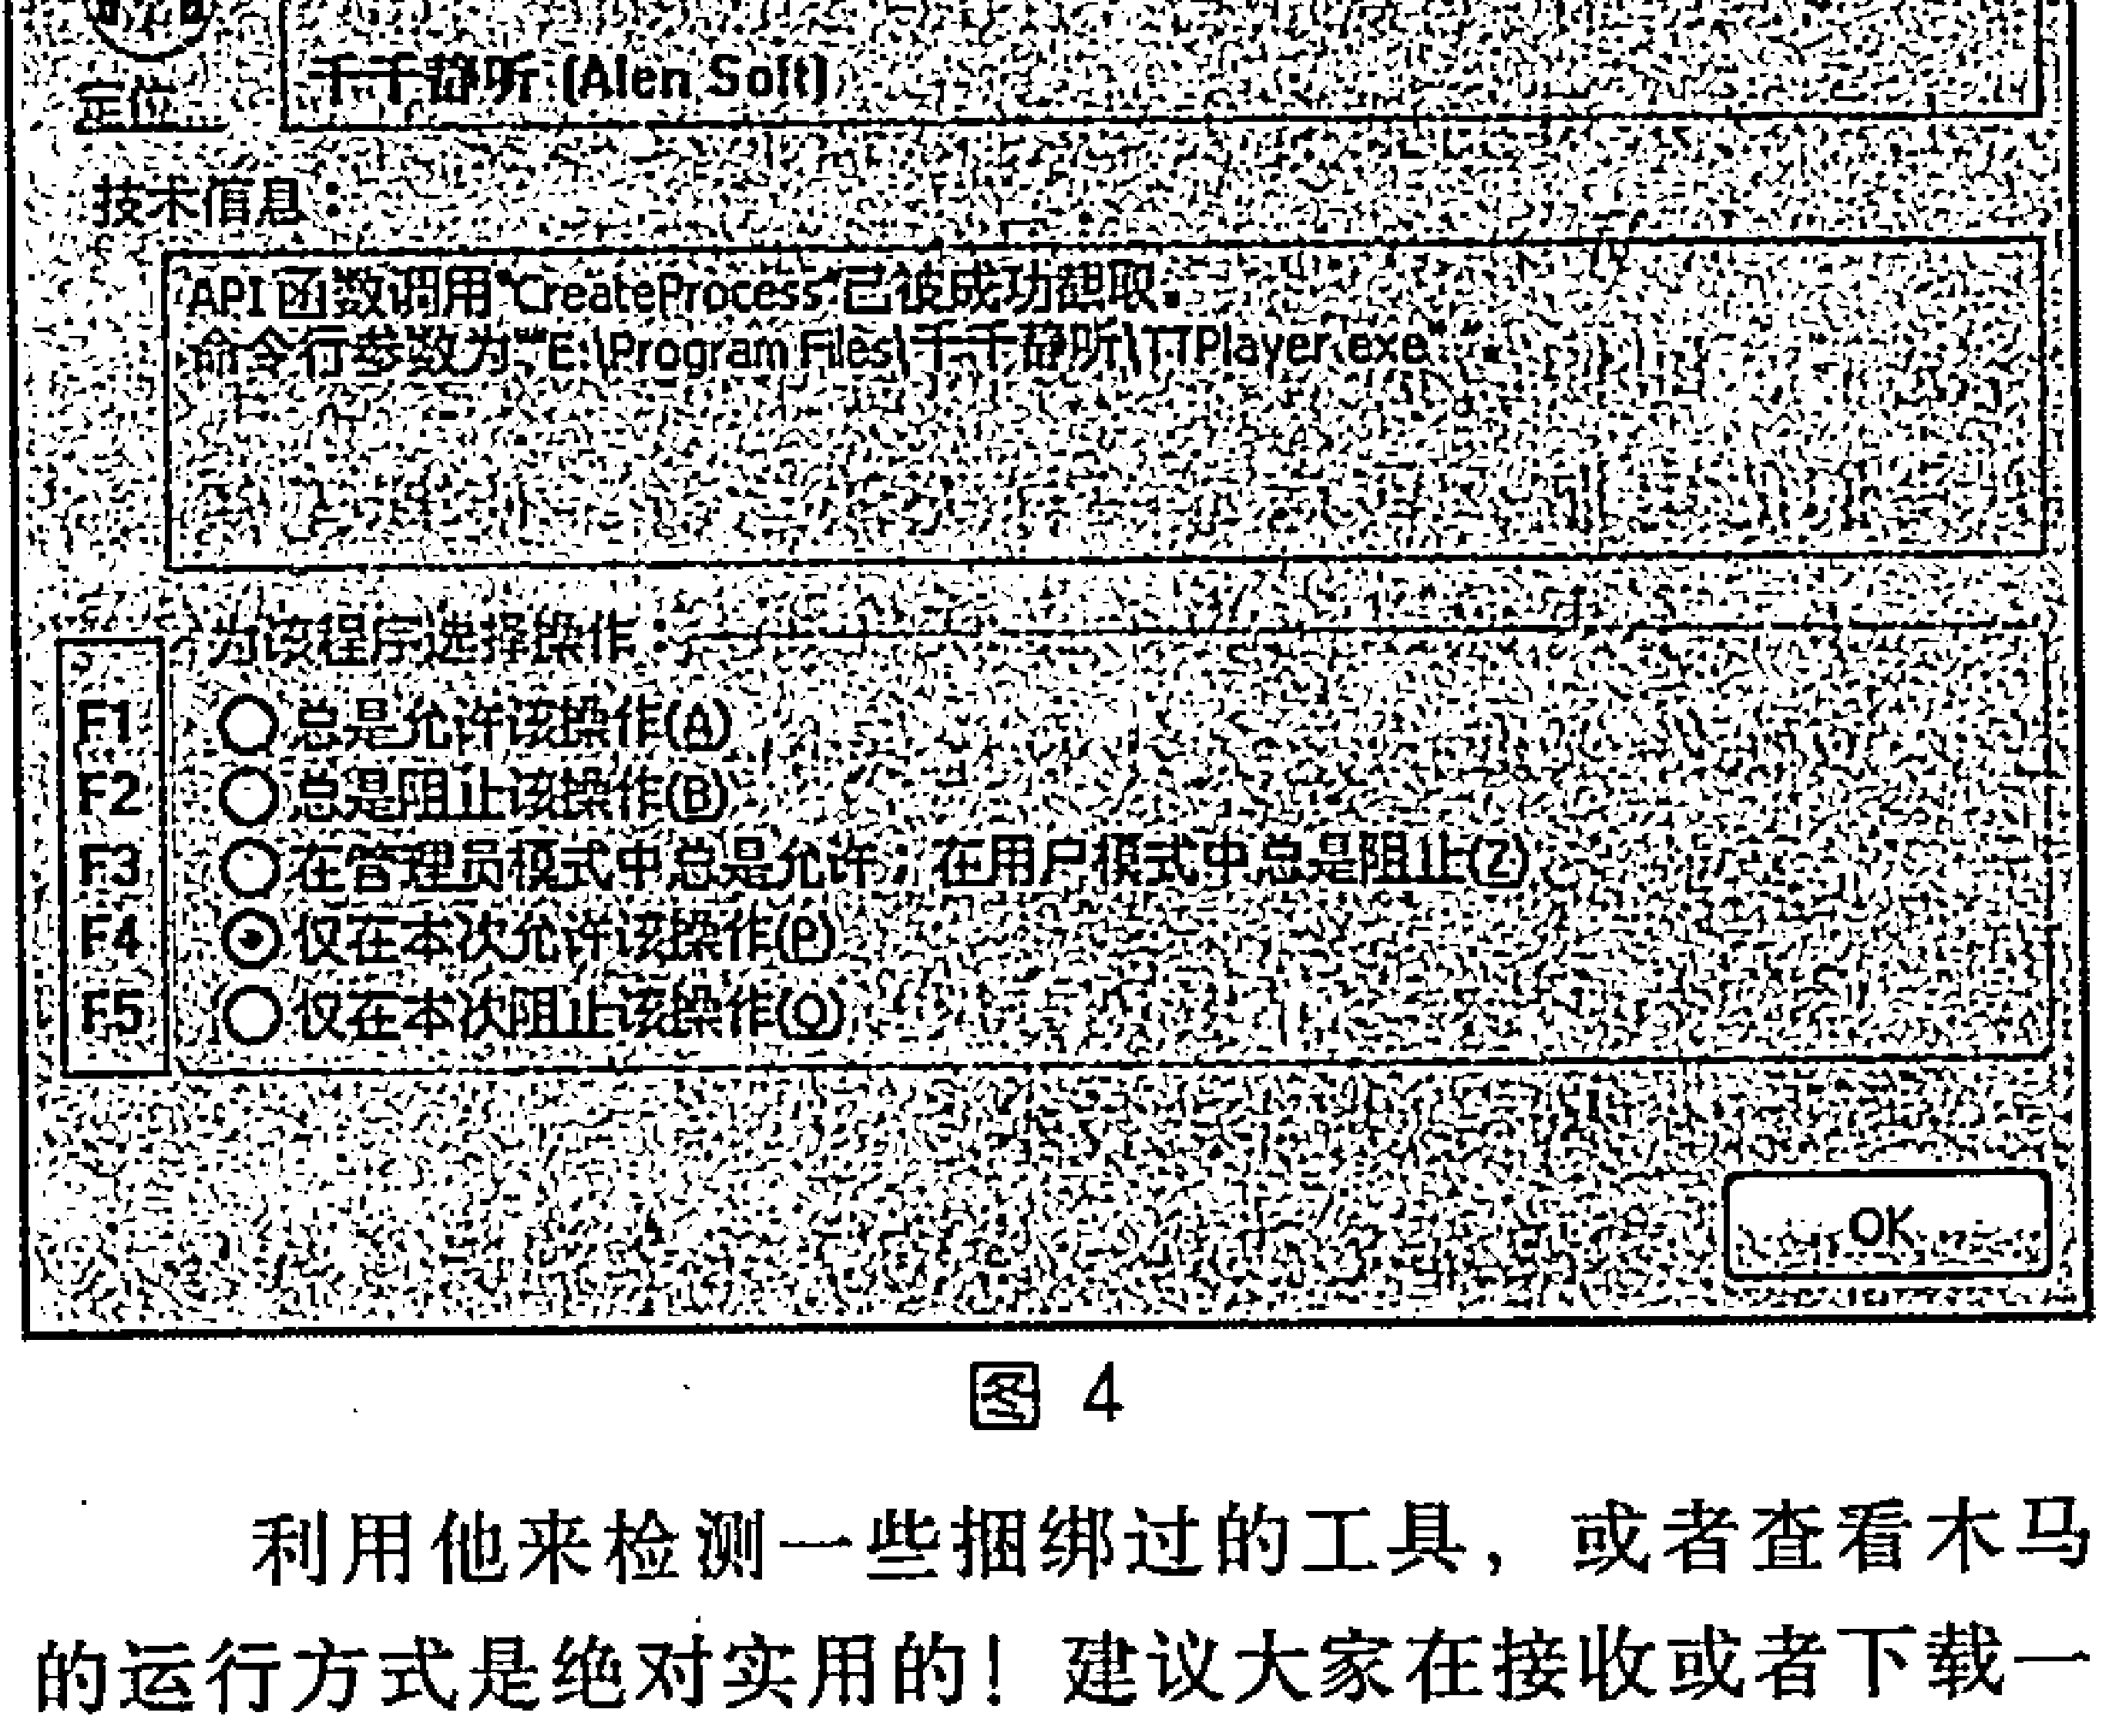 千千静听 (Alen Soft)
定位
技术信息：
API 函数调用"CreateProcess"已被成功截取.
命令行参数为""E:\Program Files\千千静听\TTPlayer.exe" ".
为该程序选择操作：
F1 总是允许该操作(A)
F2 总是阻止该操作(B)
F3 在管理员模式中总是允许；在用户模式中总是阻止(Z)
F4 仅在本次允许该操作(P)
F5 仅在本次阻止该操作(Q)
OK
图 4
利用他来检测一些捆绑过的工具，或者查看木马
的运行方式是绝对实用的！建议大家在接收或者下载一